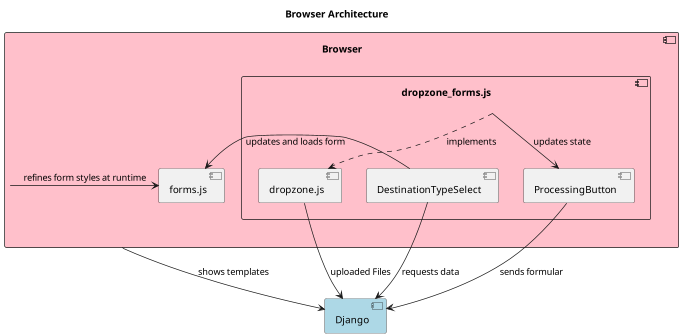 Browser Architecture
Browser
dropzone_forms.js
updates and loads form
implements
updates state
refines form styles at runtime
forms.js
dropzone.js
DestinationTypeSelect
ProcessingButton
shows templates
uploaded Files
requests data
sends formular
Django